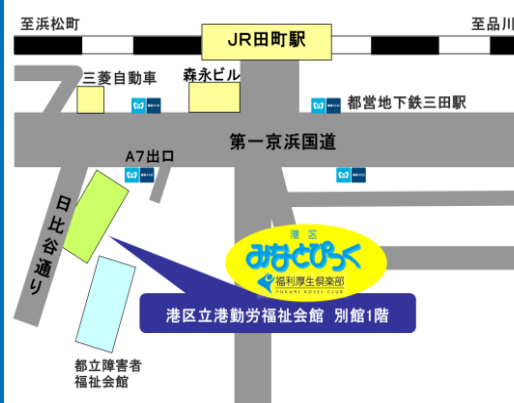 至浜松町
至品川
JR田町駅
三菱自動車
森永ビル
都営地下鉄三田駅
第一京浜国道
A7出口
日比谷通り
港区
みなとぴっく
福利厚生倶楽部
FUKURI KOSEI CLUB
港区立港勤労福祉会館 別館1階
都立障害者
福祉会館